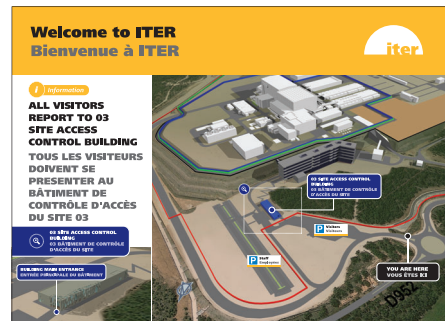 Welcome to ITER
Bienvenue à ITER
iter
i Information
ALL VISITORS
REPORT TO 03
SITE ACCESS
CONTROL BUILDING
TOUS LES VISITEURS
DOIVENT SE
PRESENTER AU
BÂTIMENT DE
CONTRÔLE D'ACCÈS
DU SITE 03
03 SITE ACCESS CONTROL
BUILDING
03 BÂTIMENT DE CONTRÔLE
D'ACCÈS DU SITE
BUILDING MAIN ENTRANCE
ENTRÉE PRINCIPALE DU BÂTIMENT
03 SITE ACCESS CONTROL
BUILDING
03 BÂTIMENT DE CONTRÔLE
D'ACCÈS DU SITE
P Visitors
Visiteurs
P Staff
Employées
YOU ARE HERE
VOUS ÊTES ICI
D952